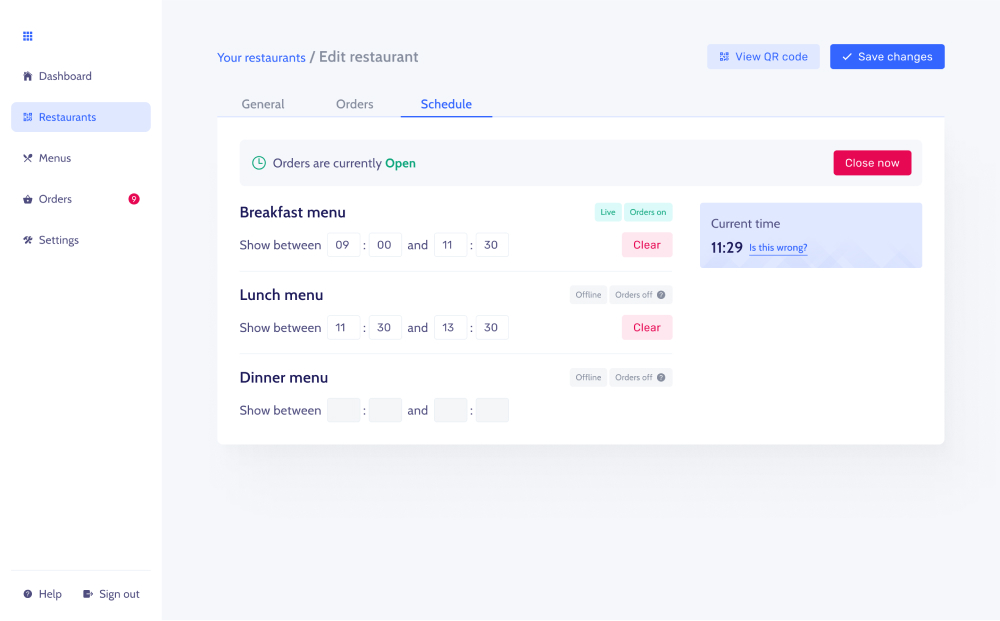 Dashboard
Restaurants
Menus
Orders 9
Settings
Help Sign out
Your restaurants / Edit restaurant
View QR code
Save changes
General Orders Schedule
Orders are currently Open
Close now
Breakfast menu
Live Orders on
Show between 09 : 00 and 11 : 30
Clear
Lunch menu
Offline Orders off ?
Show between 11 : 30 and 13 : 30
Clear
Dinner menu
Offline Orders off ?
Show between : and :
Current time
11:29 Is this wrong?